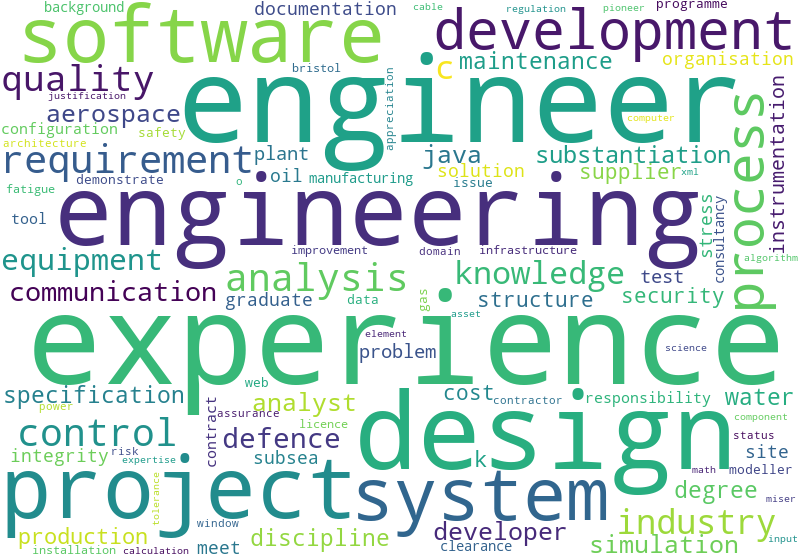 background
documentation
cable
regulation
pioneer
programme
software
development
organisation
quality
bristol
c
maintenance
engineer
justification
aerospace
appreciation
computer
configuration
safety
process
instrumentation
architecture
requirement
plant
java
substantiation
oil
manufacturing
solution
supplier
xml
fatigue
demonstrate
o
issue
tool
engineering
stress
consultancy
improvement
domain
infrastructure
algorithm
equipment
analysis
knowledge
test
communication
graduate
data
gas
structure
security
asset
experience
element
science
problem
specification
web
cost
contractor
responsibility
water
power
analyst
assurance
design
component
control
contract
licence
defence
status
integrity
risk
subsea
k
site
expertise
math
modeller
project
tolerance
system
degree
miser
window
industry
production
discipline
developer
input
installation
calculation
meet
clearance
simulation